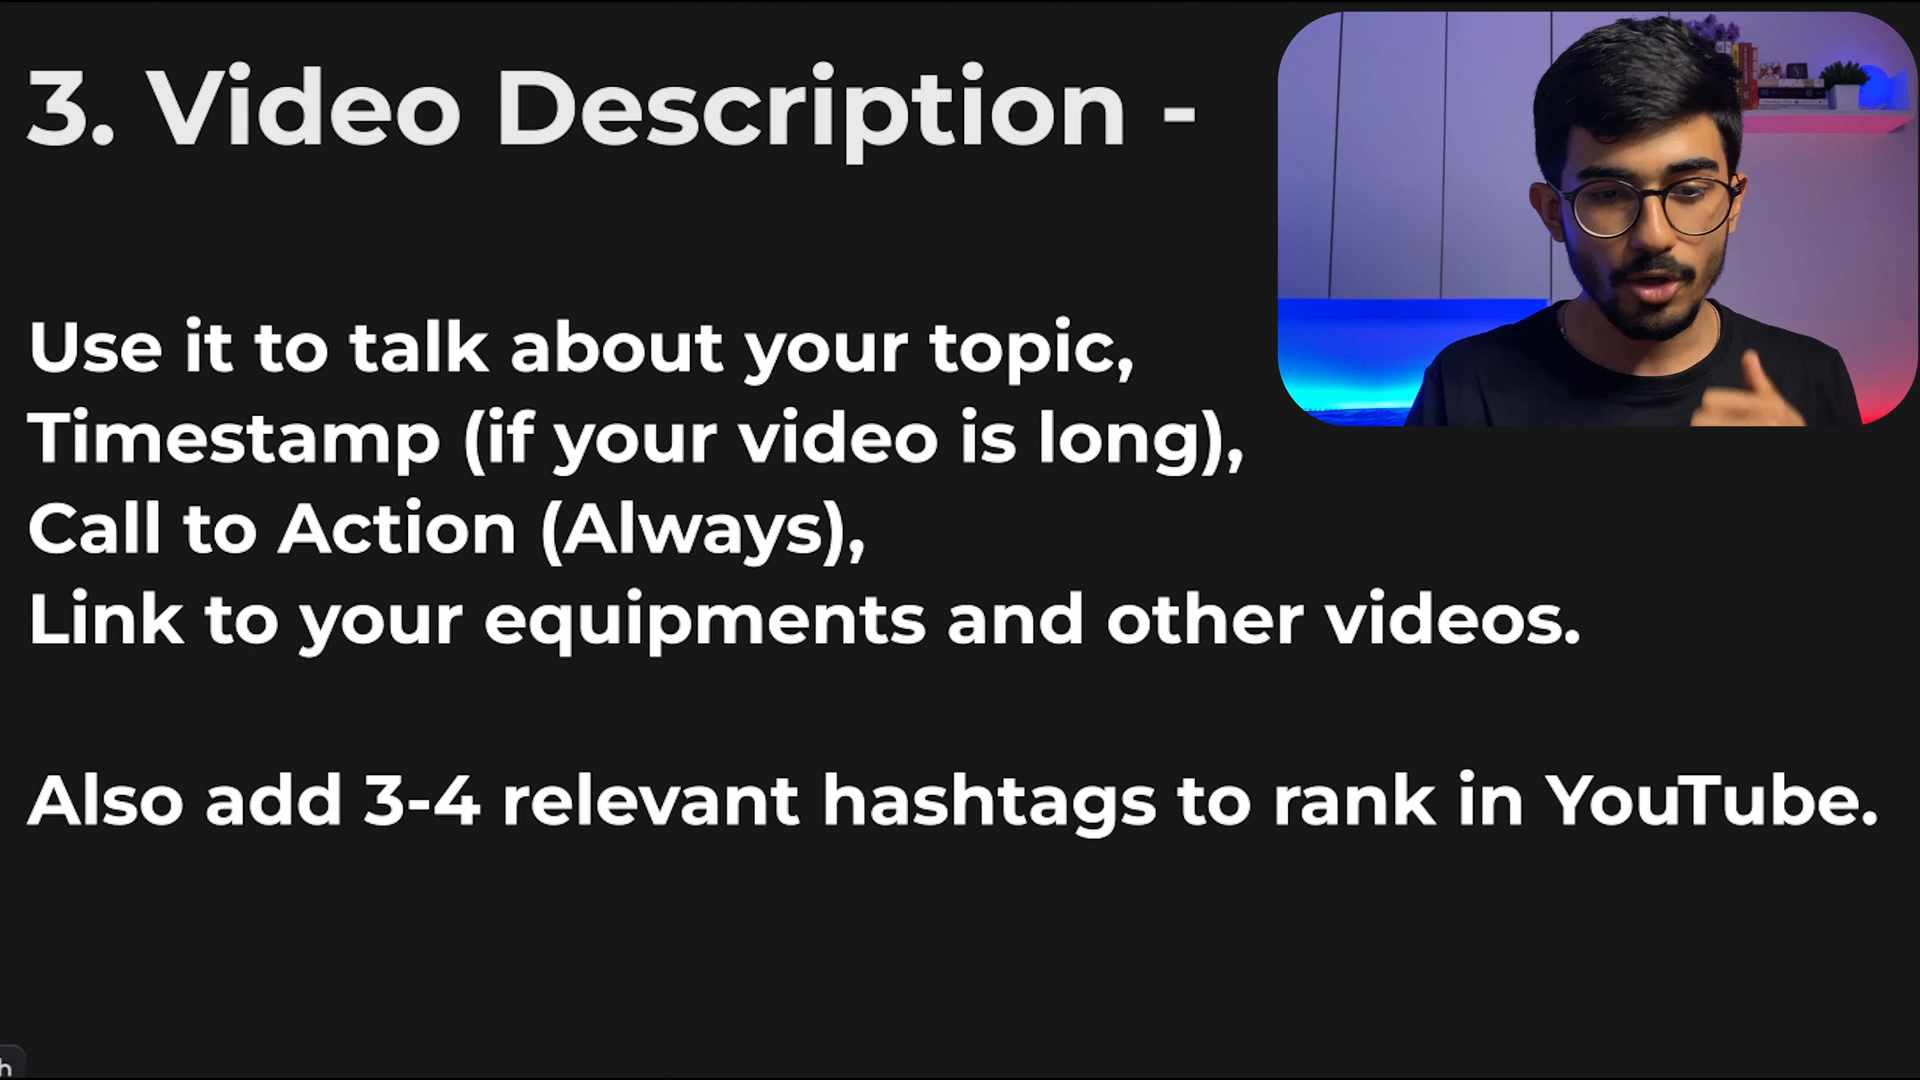 3. Video Description -
Use it to talk about your topic,
Timestamp (if your video is long),
Call to Action (Always),
Link to your equipments and other videos.
Also add 3-4 relevant hashtags to rank in YouTube.
h